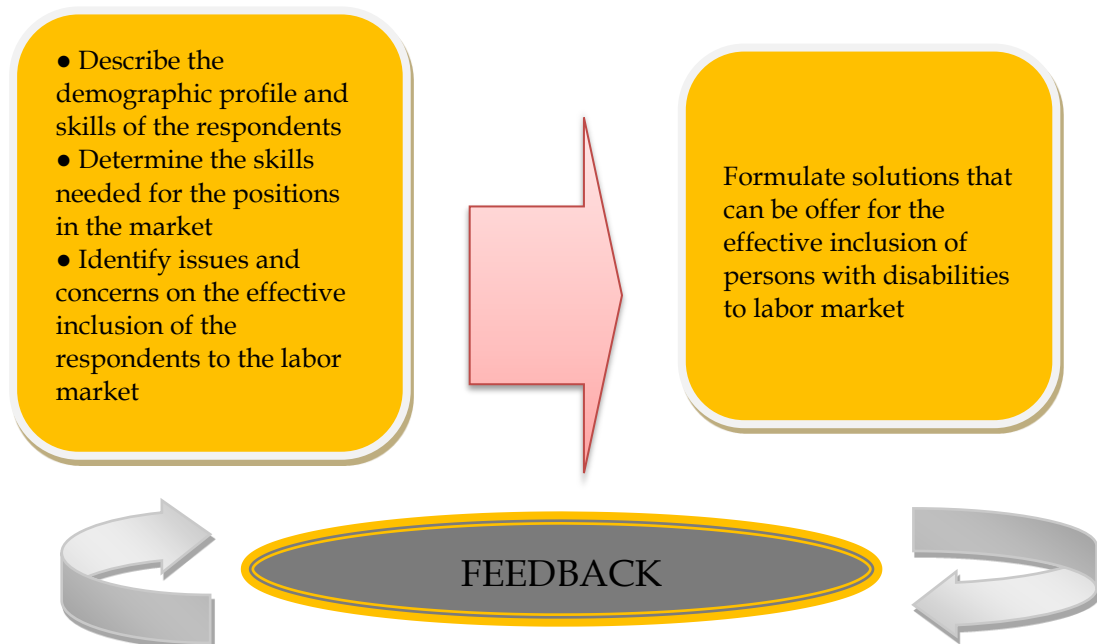 ● Describe the
demographic profile and
skills of the respondents
● Determine the skills
needed for the positions
in the market
● Identify issues and
concerns on the effective
inclusion of the
respondents to the labor
market
Formulate solutions that
can be offer for the
effective inclusion of
persons with disabilities
to labor market
FEEDBACK